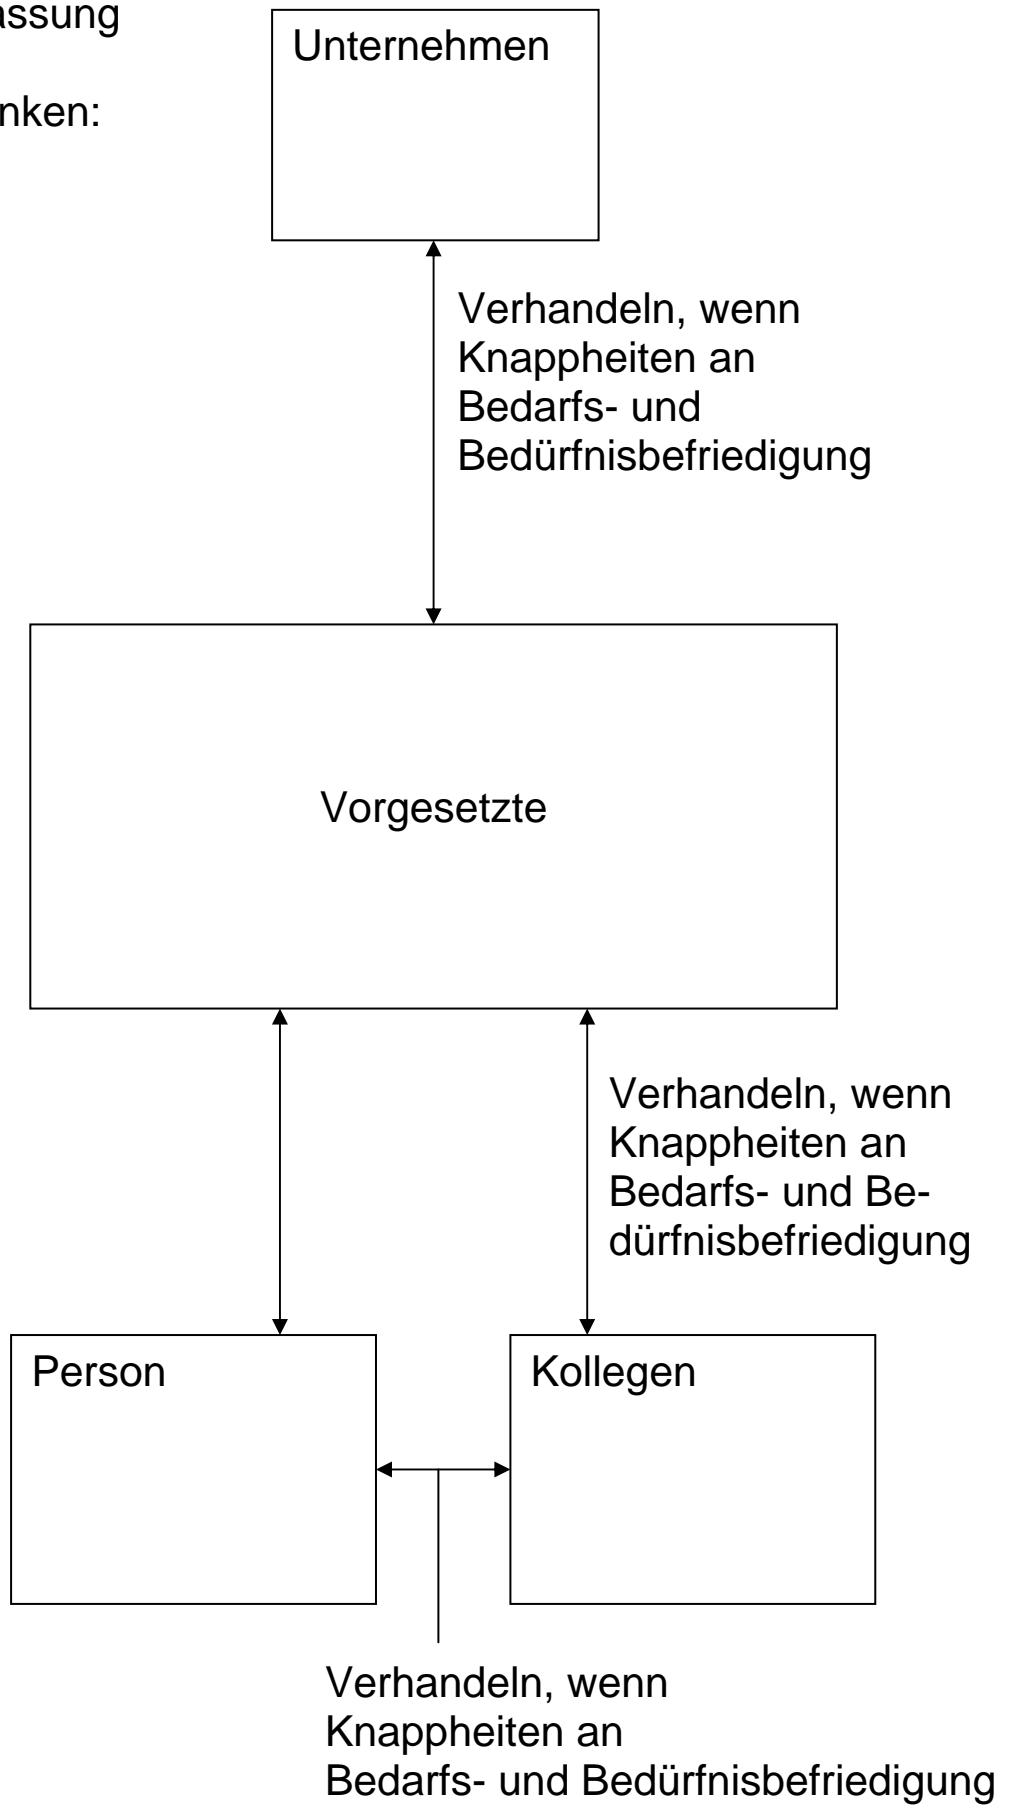 assung
nken:
Unternehmen
Verhandeln, wenn
Knappheiten an
Bedarfs- und
Bedürfnisbefriedigung
Vorgesetzte
Verhandeln, wenn
Knappheiten an
Bedarfs- und Be-
dürfnisbefriedigung
Person
Kollegen
Verhandeln, wenn
Knappheiten an
Bedarfs- und Bedürfnisbefriedigung